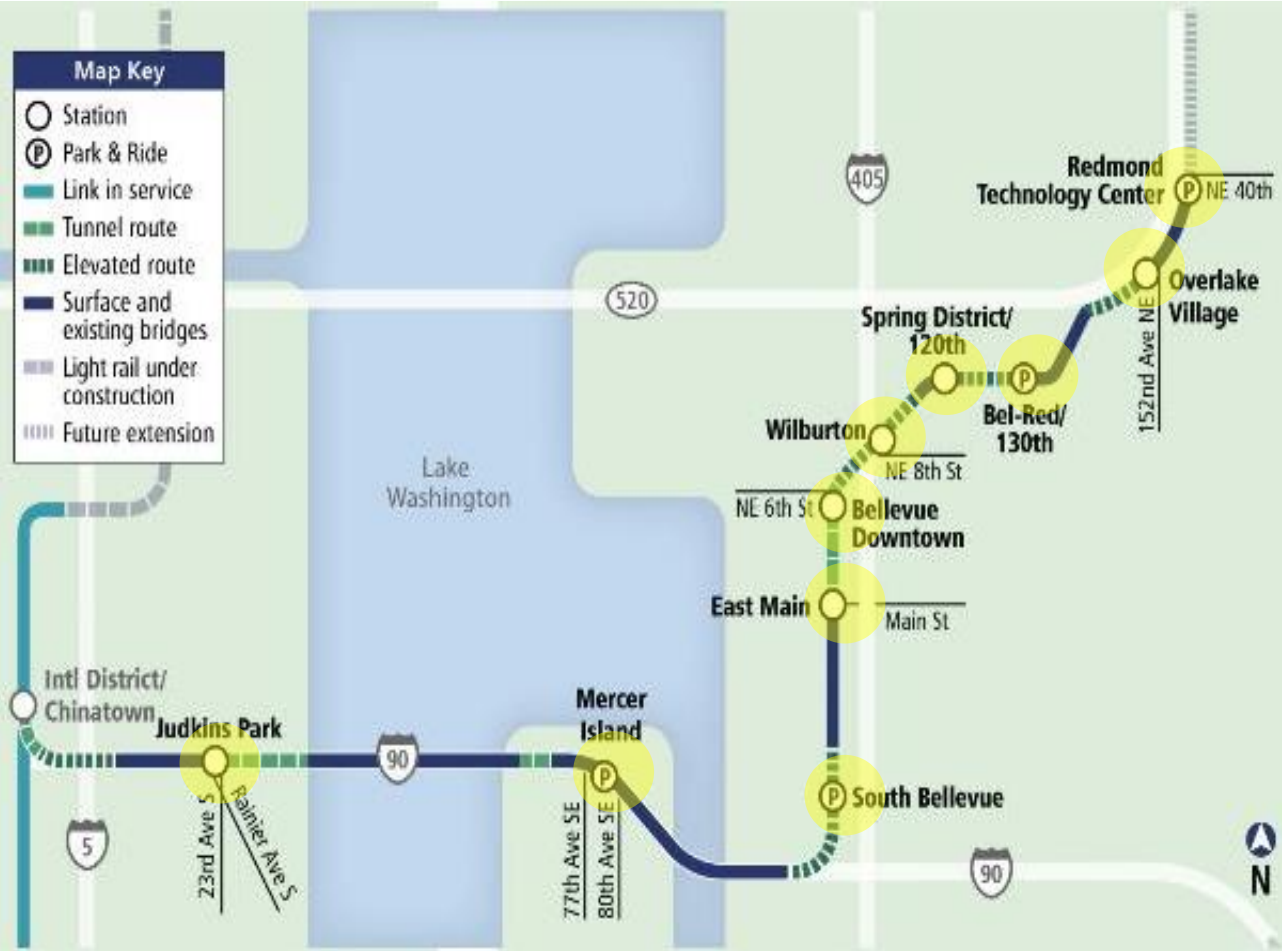 Map Key
Station
P Park & Ride
Link in service
Tunnel route
Elevated route
Surface and
existing bridges
Light rail under
construction
Future extension
405
Redmond
Technology Center
P
NE 40th
520
Overlake
Village
152nd Ave NE
Spring District/
120th
P
Bel-Red/
130th
Wilburton
NE 8th St
Lake
Washington
NE 6th St
Bellevue
Downtown
East Main
Main St
Intl District/
Chinatown
Judkins Park
23rd Ave S
Rainier Ave S
90
Mercer
Island
P
77th Ave SE
80th Ave SE
P
South Bellevue
5
90
N